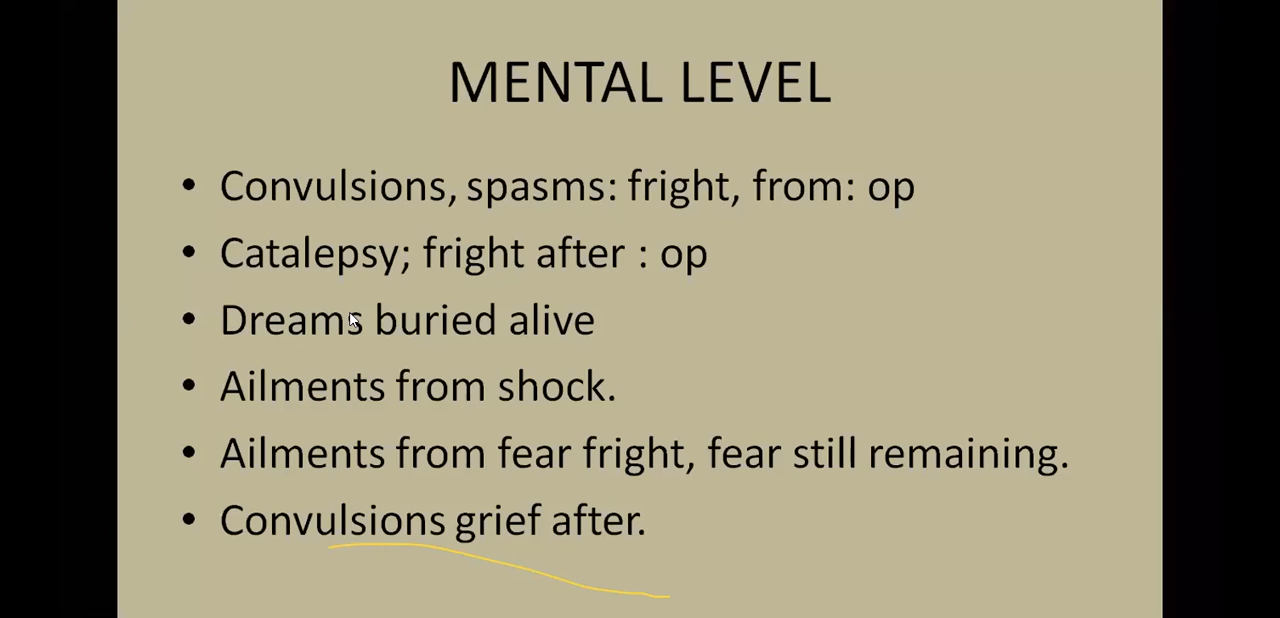 MENTAL LEVEL
• Convulsions, spasms: fright, from: op
• Catalepsy; fright after : op
• Dreams buried alive
• Ailments from shock.
• Ailments from fear fright, fear still remaining.
• Convulsions grief after.